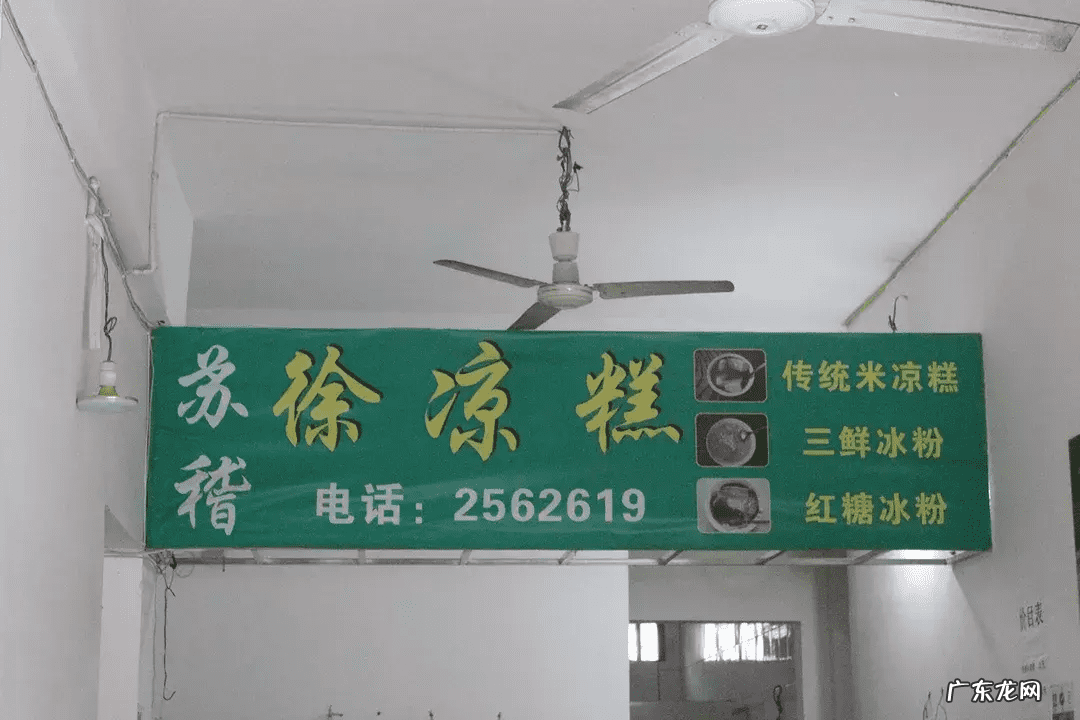 苏稽
徐凉糕
电话：2562619
传统米凉糕
三鲜冰粉
红糖冰粉
价目表
广东龙网